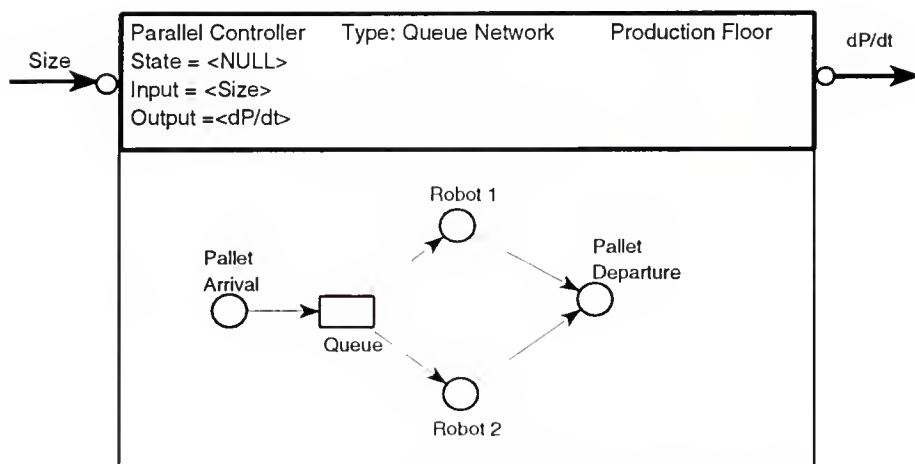 Size
Parallel Controller Type: Queue Network Production Floor
State = <NULL>
Input = <Size>
Output =<dP/dt>
dP/dt
Robot 1
Pallet
Arrival
Queue
Pallet
Departure
Robot 2